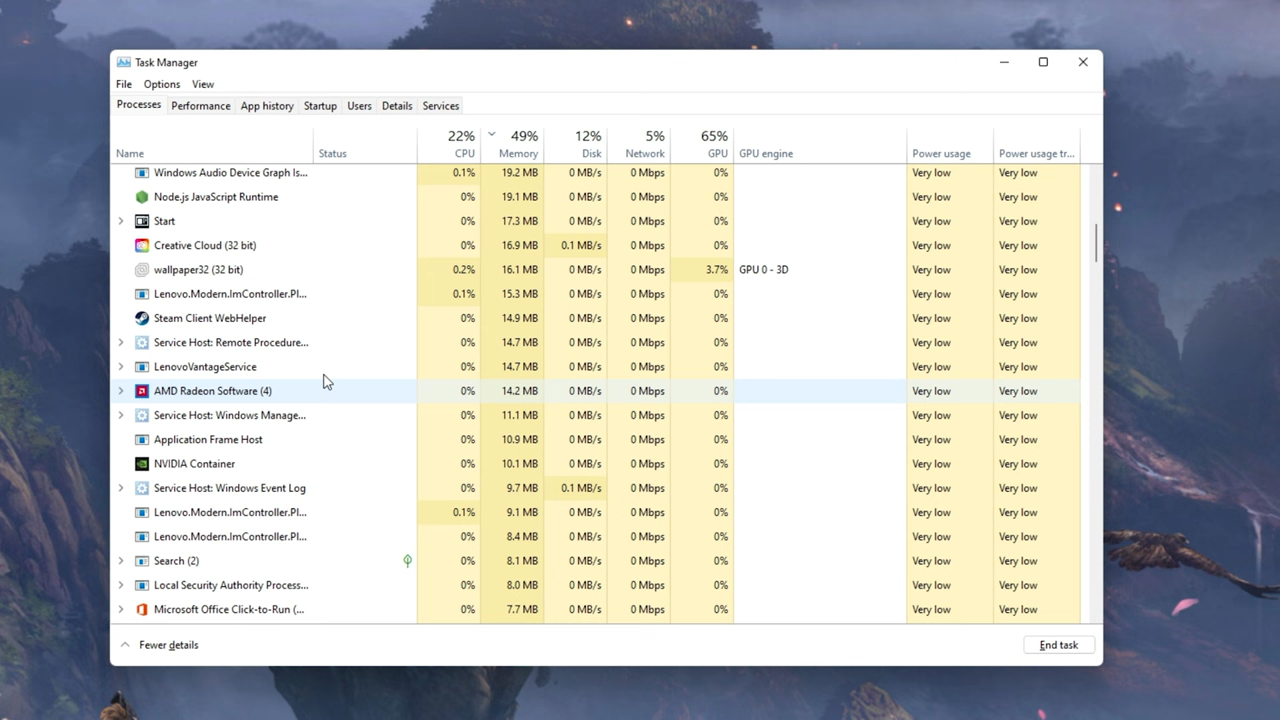 Task Manager
File Options View
Processes Performance App history Startup Users Details Services
22% 49% 12% 5% 65%
Name Status CPU Memory Disk Network GPU GPU engine Power usage Power usage tr...
Windows Audio Device Graph Is... 0.1% 19.2 MB 0 MB/s 0 Mbps 0% Very low Very low
Node.js JavaScript Runtime 0% 19.1 MB 0 MB/s 0 Mbps 0% Very low Very low
Start 0% 17.3 MB 0 MB/s 0 Mbps 0% Very low Very low
Creative Cloud (32 bit) 0% 16.9 MB 0.1 MB/s 0 Mbps 0% Very low Very low
wallpaper32 (32 bit) 0.2% 16.1 MB 0 MB/s 0 Mbps 3.7% GPU 0 - 3D Very low Very low
Lenovo.Modern.ImController.Pl... 0.1% 15.3 MB 0 MB/s 0 Mbps 0% Very low Very low
Steam Client WebHelper 0% 14.9 MB 0 MB/s 0 Mbps 0% Very low Very low
Service Host: Remote Procedure... 0% 14.7 MB 0 MB/s 0 Mbps 0% Very low Very low
LenovoVantageService 0% 14.7 MB 0 MB/s 0 Mbps 0% Very low Very low
AMD Radeon Software (4) 0% 14.2 MB 0 MB/s 0 Mbps 0% Very low Very low
Service Host: Windows Manage... 0% 11.1 MB 0 MB/s 0 Mbps 0% Very low Very low
Application Frame Host 0% 10.9 MB 0 MB/s 0 Mbps 0% Very low Very low
NVIDIA Container 0% 10.1 MB 0 MB/s 0 Mbps 0% Very low Very low
Service Host: Windows Event Log 0% 9.7 MB 0.1 MB/s 0 Mbps 0% Very low Very low
Lenovo.Modern.ImController.Pl... 0.1% 9.1 MB 0 MB/s 0 Mbps 0% Very low Very low
Lenovo.Modern.ImController.Pl... 0% 8.4 MB 0 MB/s 0 Mbps 0% Very low Very low
Search (2) 0% 8.1 MB 0 MB/s 0 Mbps 0% Very low Very low
Local Security Authority Process... 0% 8.0 MB 0 MB/s 0 Mbps 0% Very low Very low
Microsoft Office Click-to-Run (... 0% 7.7 MB 0 MB/s 0 Mbps 0% Very low Very low
Fewer details End task